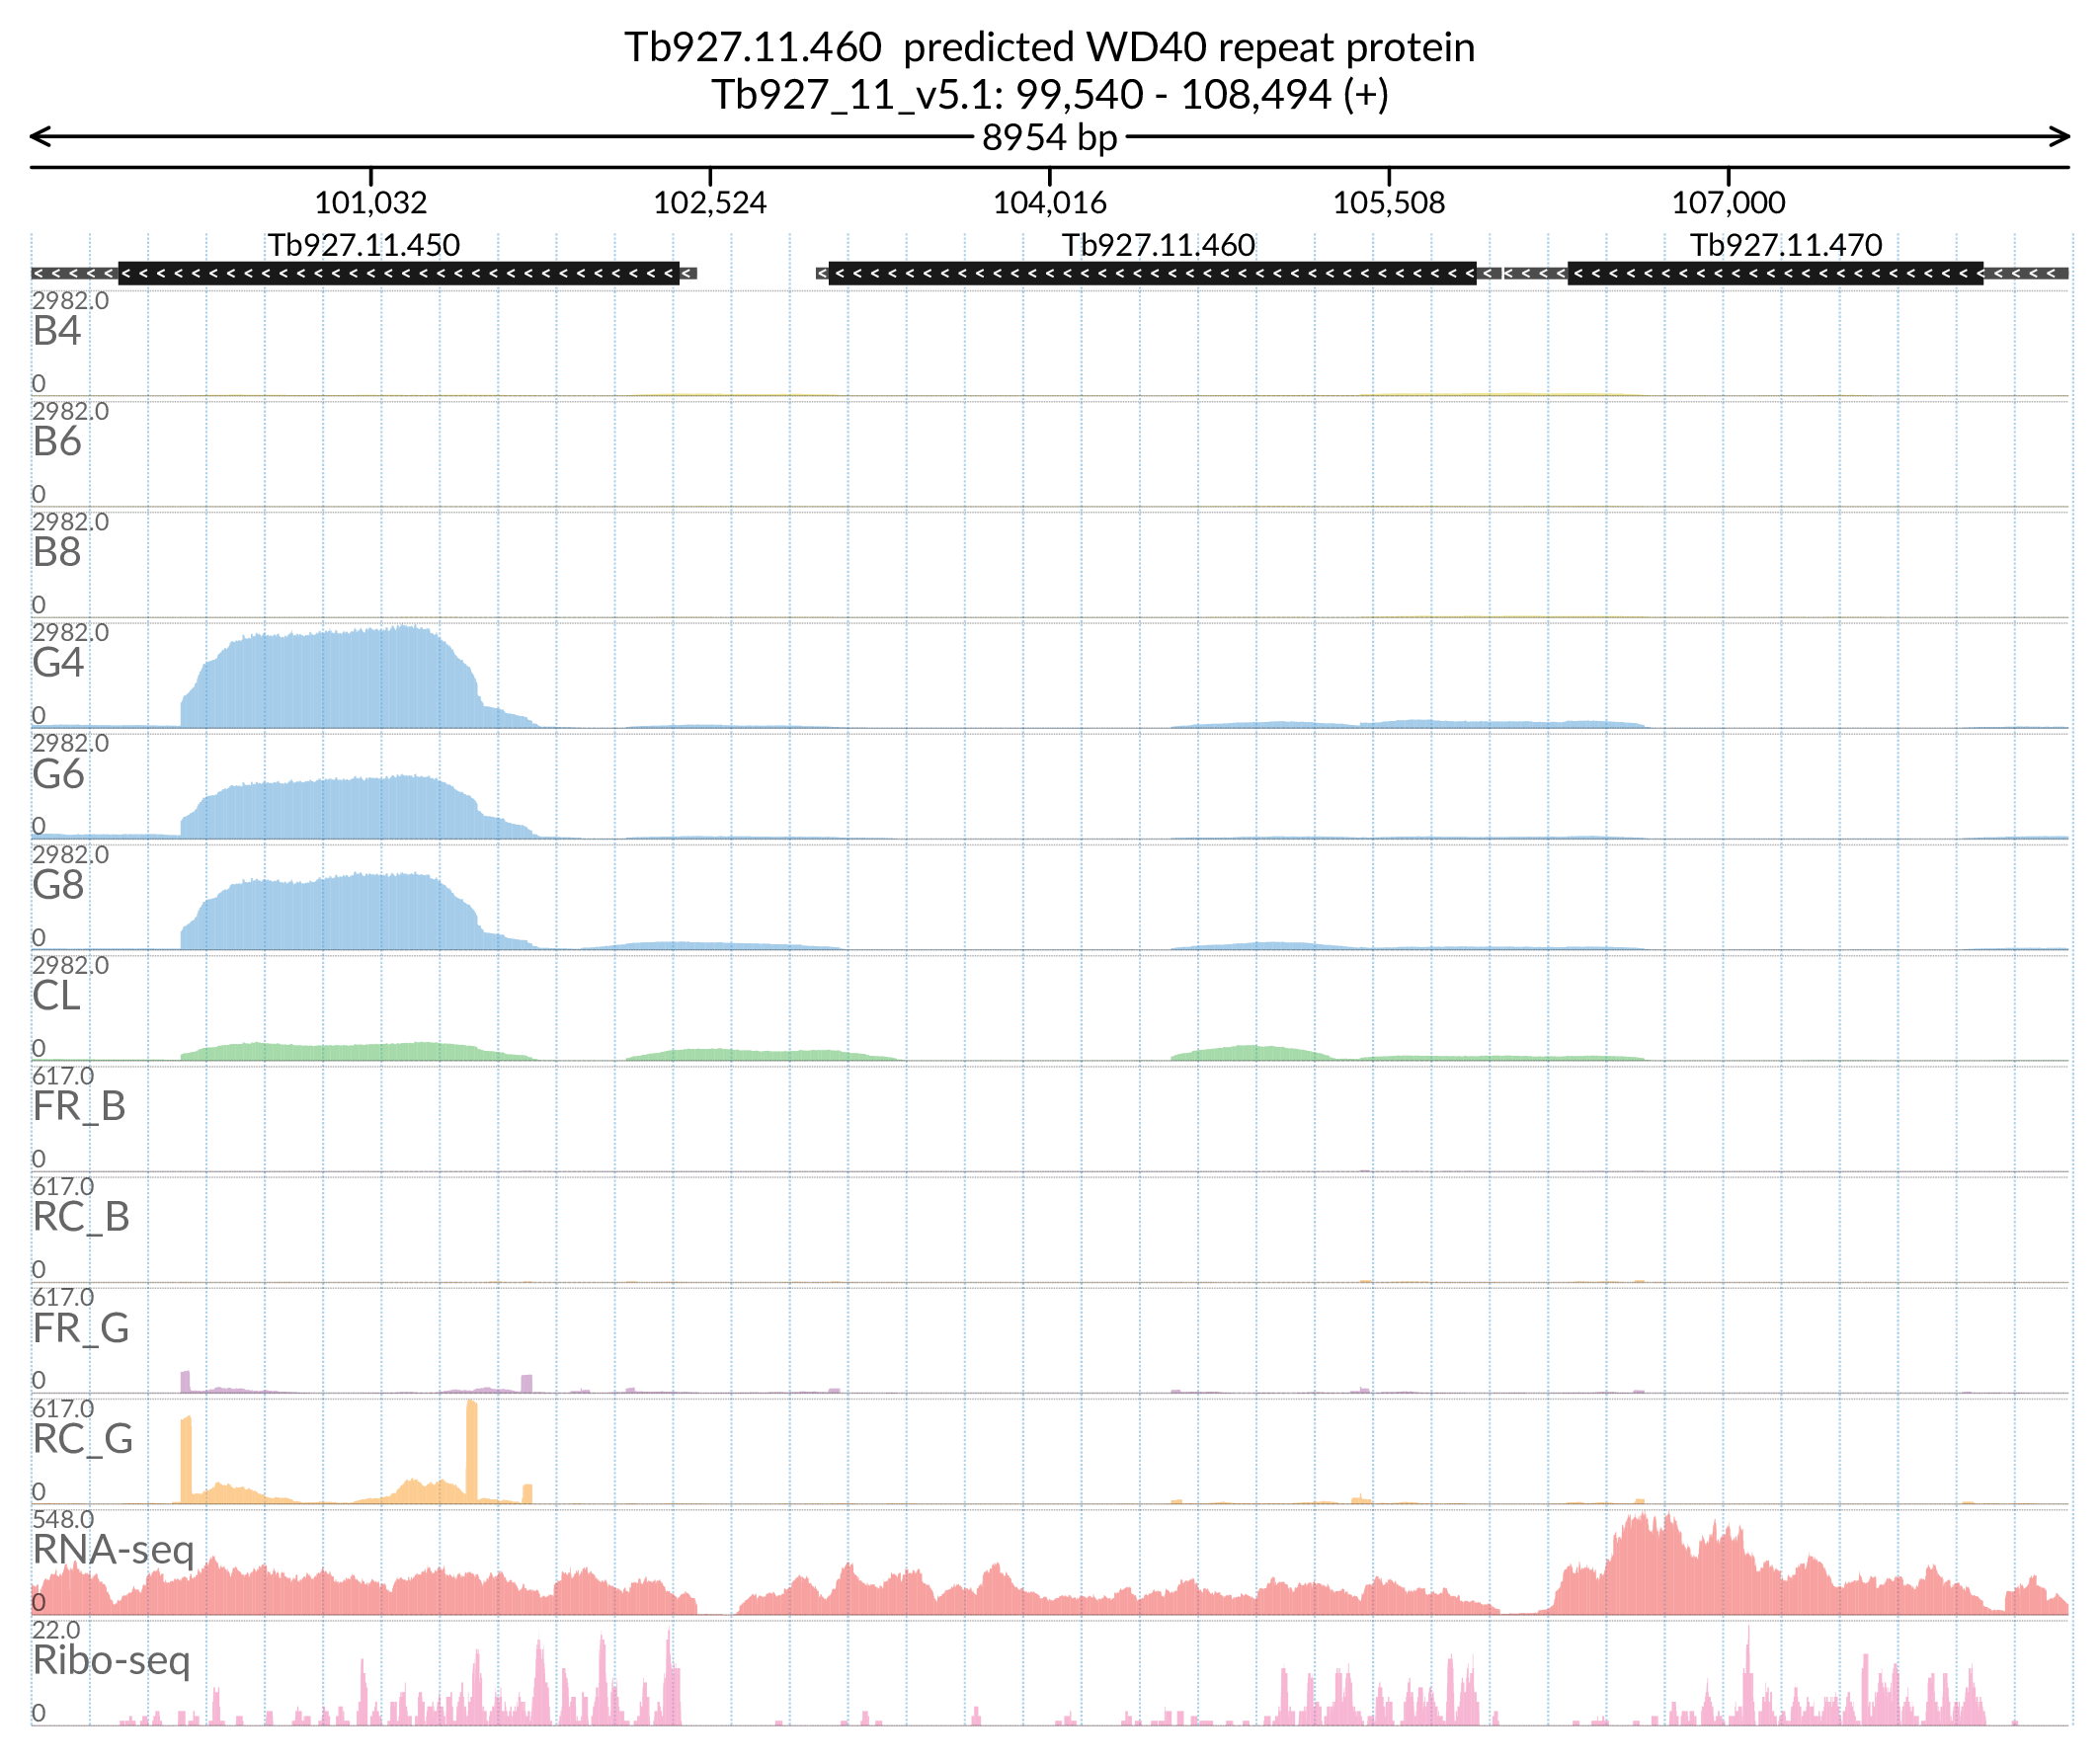 Tb927.11.460  predicted WD40 repeat protein
Tb927_11_v5.1: 99,540 - 108,494 (+)
8954 bp
101,032 102,524 104,016 105,508 107,000
Tb927.11.450 Tb927.11.460 Tb927.11.470
2982.0
B4
0
2982.0
B6
0
2982.0
B8
0
2982.0
G4
0
2982.0
G6
0
2982.0
G8
0
2982.0
CL
0
617.0
FR_B
0
617.0
RC_B
0
617.0
FR_G
0
617.0
RC_G
0
548.0
RNA-seq
0
22.0
Ribo-seq
0